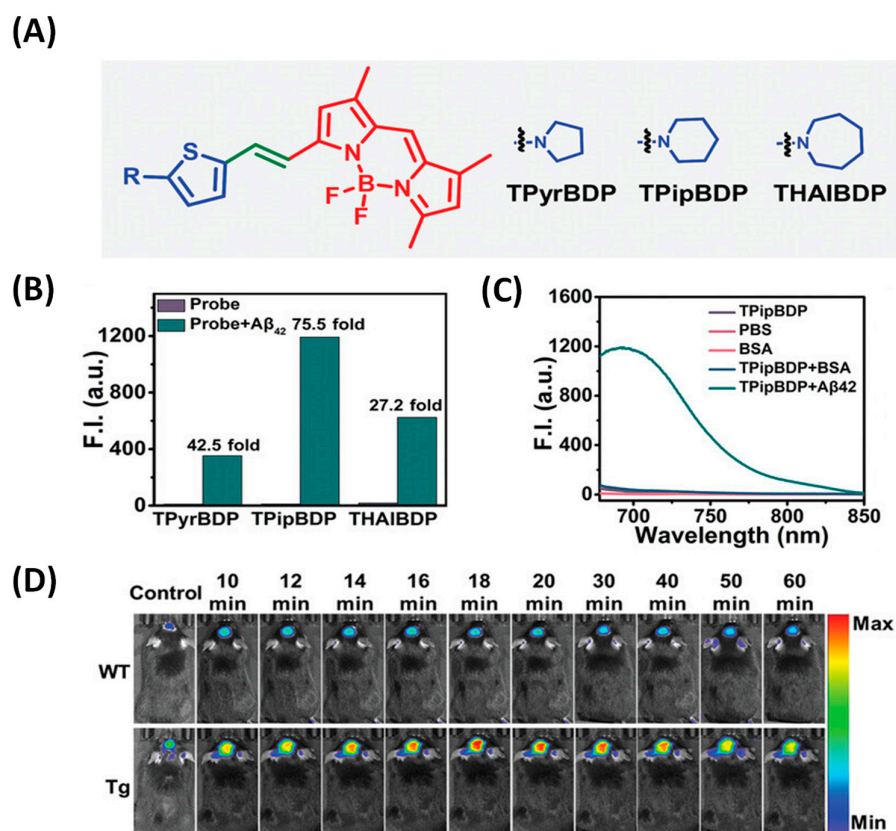 (A)
R
S
N
N
B
F
F
N
N
N
TPyrBDP
TPipBDP
THAIBDP
(B)
Probe
Probe+Aβ42
75.5 fold
42.5 fold
27.2 fold
1200
800
400
0
F.I. (a.u.)
TPyrBDP
TPipBDP
THAIBDP
(C)
TPipBDP
PBS
BSA
TPipBDP+BSA
TPipBDP+Aβ42
1600
1200
800
400
0
F.I. (a.u.)
700
750
800
850
Wavelength (nm)
(D)
Control
10 min
12 min
14 min
16 min
18 min
20 min
30 min
40 min
50 min
60 min
WT
Tg
Max
Min